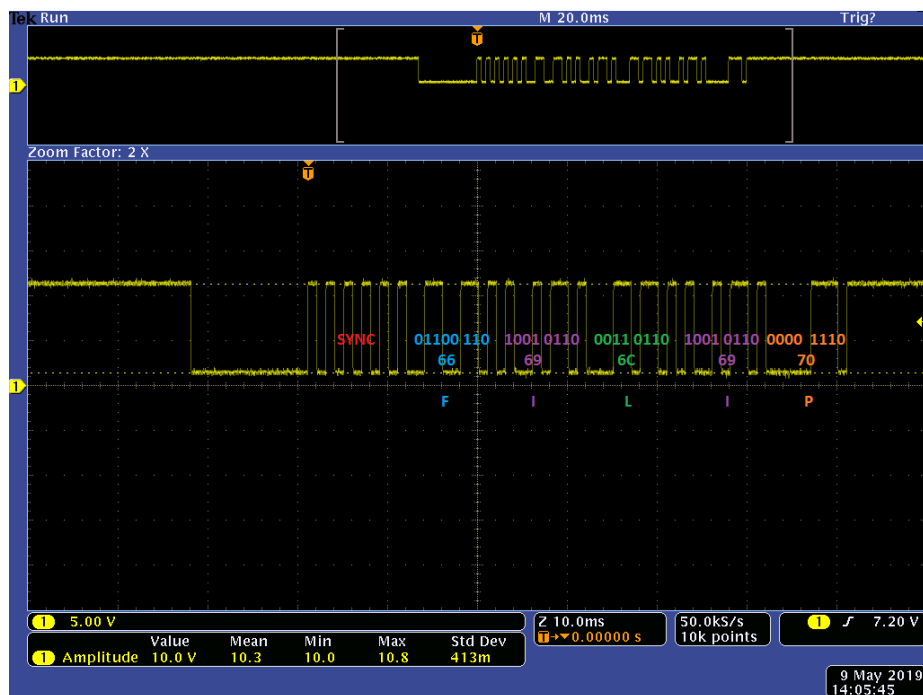 Tek Run M 20.0ms Trig?
T
1
Zoom Factor: 2 X
T
SYNC 01100 110 1001 0110 0011 0110 1001 0110 0000 1110
66 69 6C 69 70
1
F I L I P
1 5.00 V Z 10.0ms 50.0kS/s 1 7.20 V
T→▼0.00000 s 10k points
Value Mean Min Max Std Dev
1 Amplitude 10.0 V 10.3 10.0 10.8 413m
9 May 2019
14:05:45